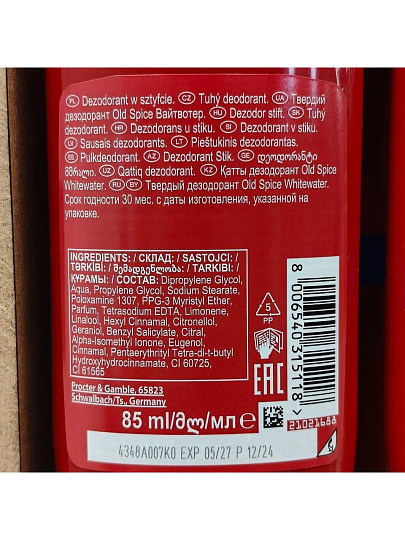 PL Dezodorant w sztyfcie. CZ Tuhý deodorant. UA Твердий
дезодорант Old Spice Вайтвотер. HU Dezodor stift. SK Tuhý
dezodorant. HR Dezodorans u stiku. SI Dezodorant v stiku.
LV Sausais dezodorants. LT Pieštukinis dezodorantas.
EE Pulkdeodorant. AZ Dezodorant Stik. GE დეოდორანტი
მშრალი. UZ Qattiq dezodorant. KZ Қатты дезодорант Old Spice
Whitewater. RU BY Твердый дезодорант Old Spice Whitewater.
Срок годности 30 мес. с даты изготовления, указанной на
упаковке.
INGREDIENTS: / СКЛАД: / SASTOJCI: /
TƏRKİBİ: / შემადგენლობა: / TARKIBI: /
ҚҰРАМЫ: / СОСТАВ: Dipropylene Glycol,
Aqua, Propylene Glycol, Sodium Stearate,
Poloxamine 1307, PPG-3 Myristyl Ether,
Parfum, Tetrasodium EDTA, Limonene,
Linalool, Hexyl Cinnamal, Citronellol,
Geraniol, Benzyl Salicylate, Citral,
Alpha-Isomethyl Ionone, Eugenol,
Cinnamal, Pentaerythrityl Tetra-di-t-butyl
Hydroxyhydrocinnamate, CI 60725,
CI 61565
Procter & Gamble, 65823
Schwalbach/Ts., Germany
85 ml/მლ/мл ℮
5
PP
EAC
8006540315118
21021688
4348A007K0 EXP 05/27 P 12/24